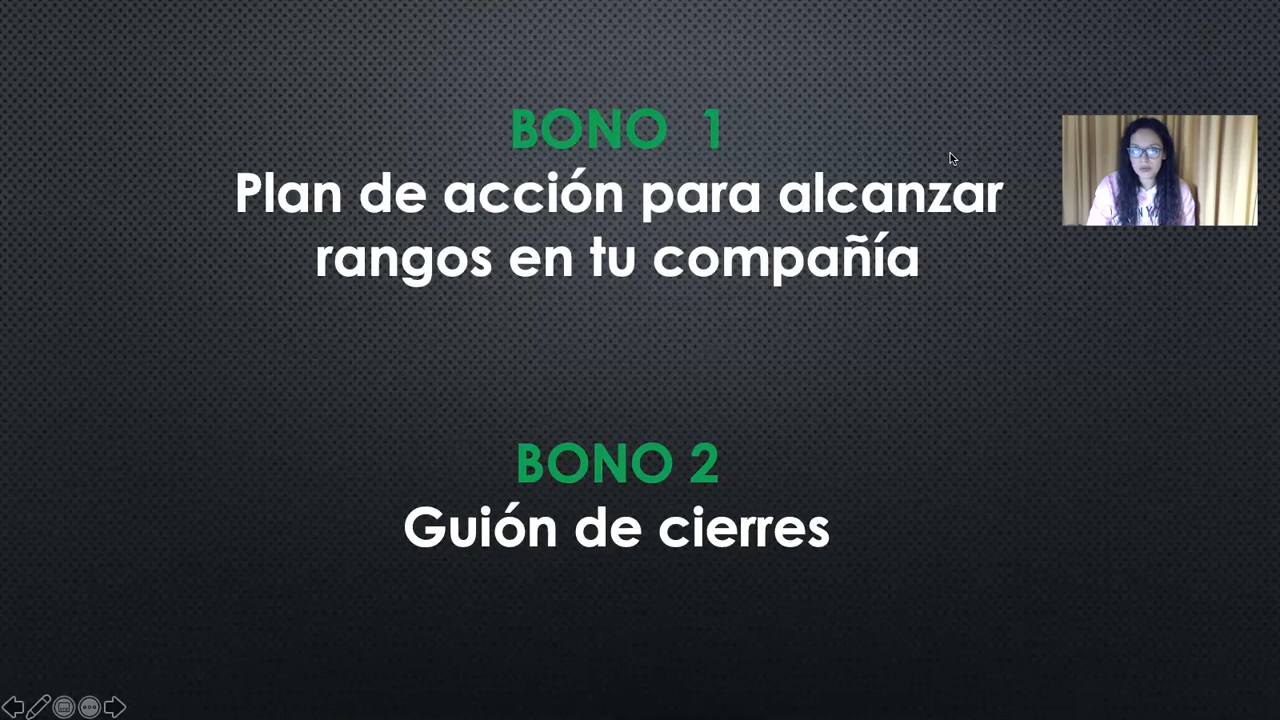 BONO 1
Plan de acción para alcanzar
rangos en tu compañía
BONO 2
Guión de cierres